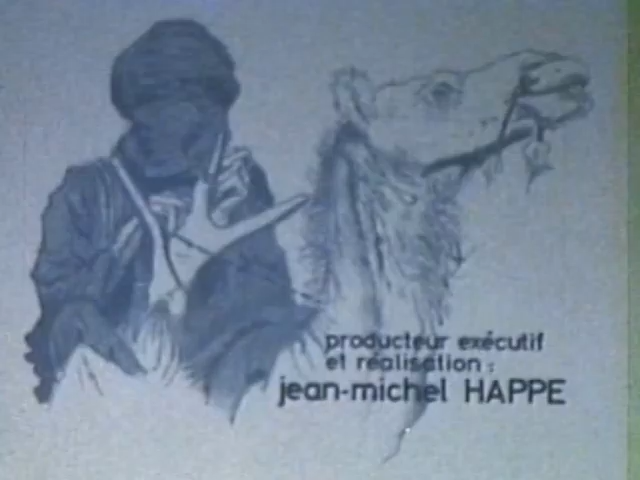 producteur exécutif
et réalisation :
jean-michel HAPPE